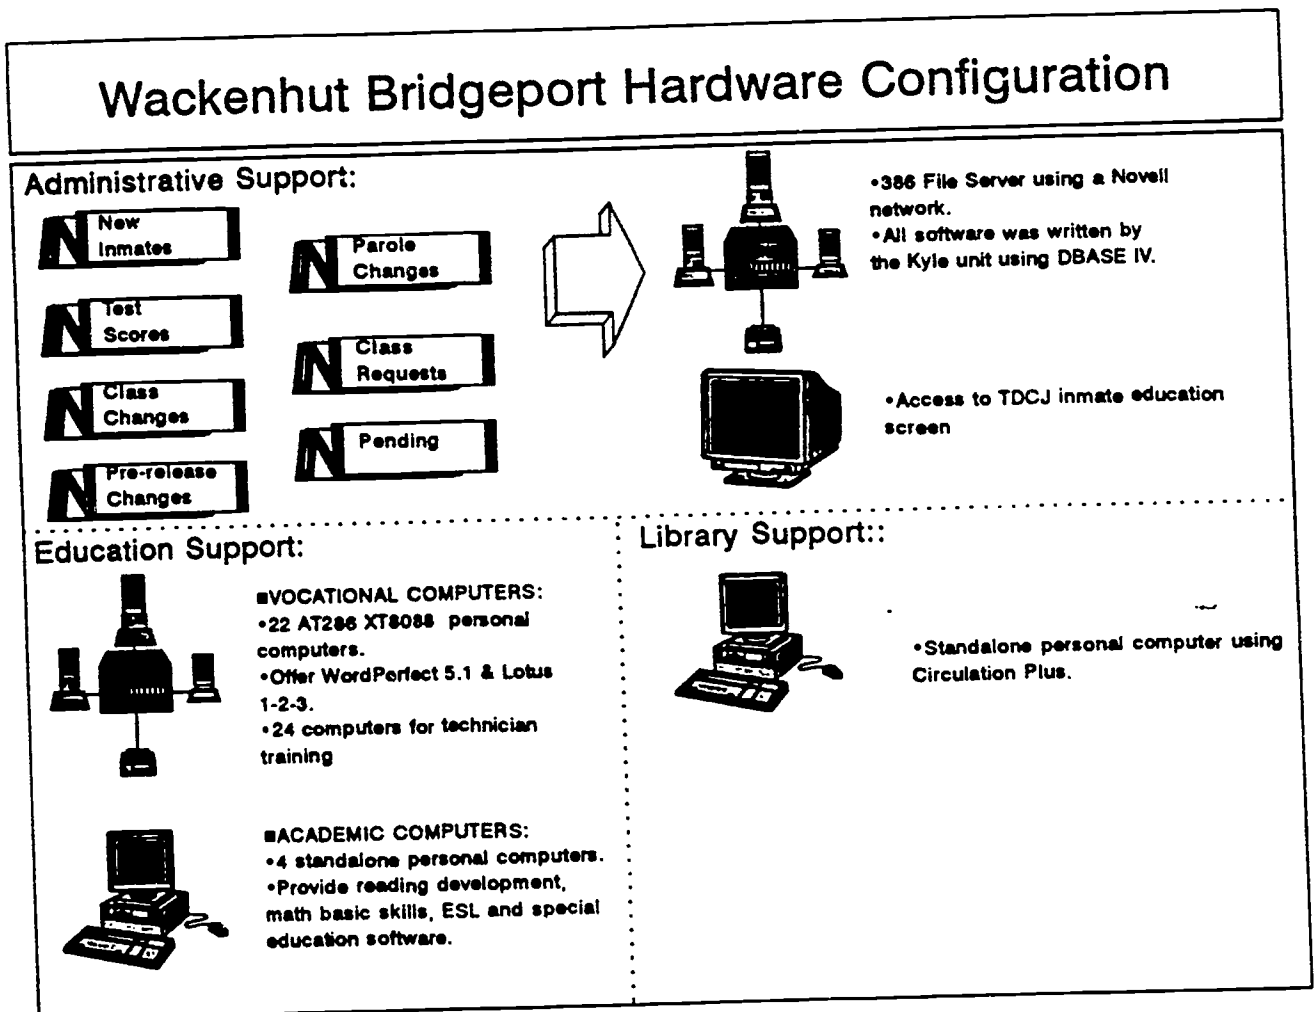 Wackenhut Bridgeport Hardware Configuration
Administrative Support:
N New
Inmates
N Test
Scores
N Class
Changes
N Pre-release
Changes
N Parole
Changes
N Class
Requests
N Pending
•386 File Server using a Novell
network.
•All software was written by
the Kyle unit using DBASE IV.
•Access to TDCJ inmate education
screen
Education Support:
■VOCATIONAL COMPUTERS:
•22 AT286 XT8088 personal
computers.
•Offer WordPerfect 5.1 & Lotus
1-2-3.
•24 computers for technician
training
■ACADEMIC COMPUTERS:
•4 standalone personal computers.
•Provide reading development,
math basic skills, ESL and special
education software.
Library Support::
•Standalone personal computer using
Circulation Plus.